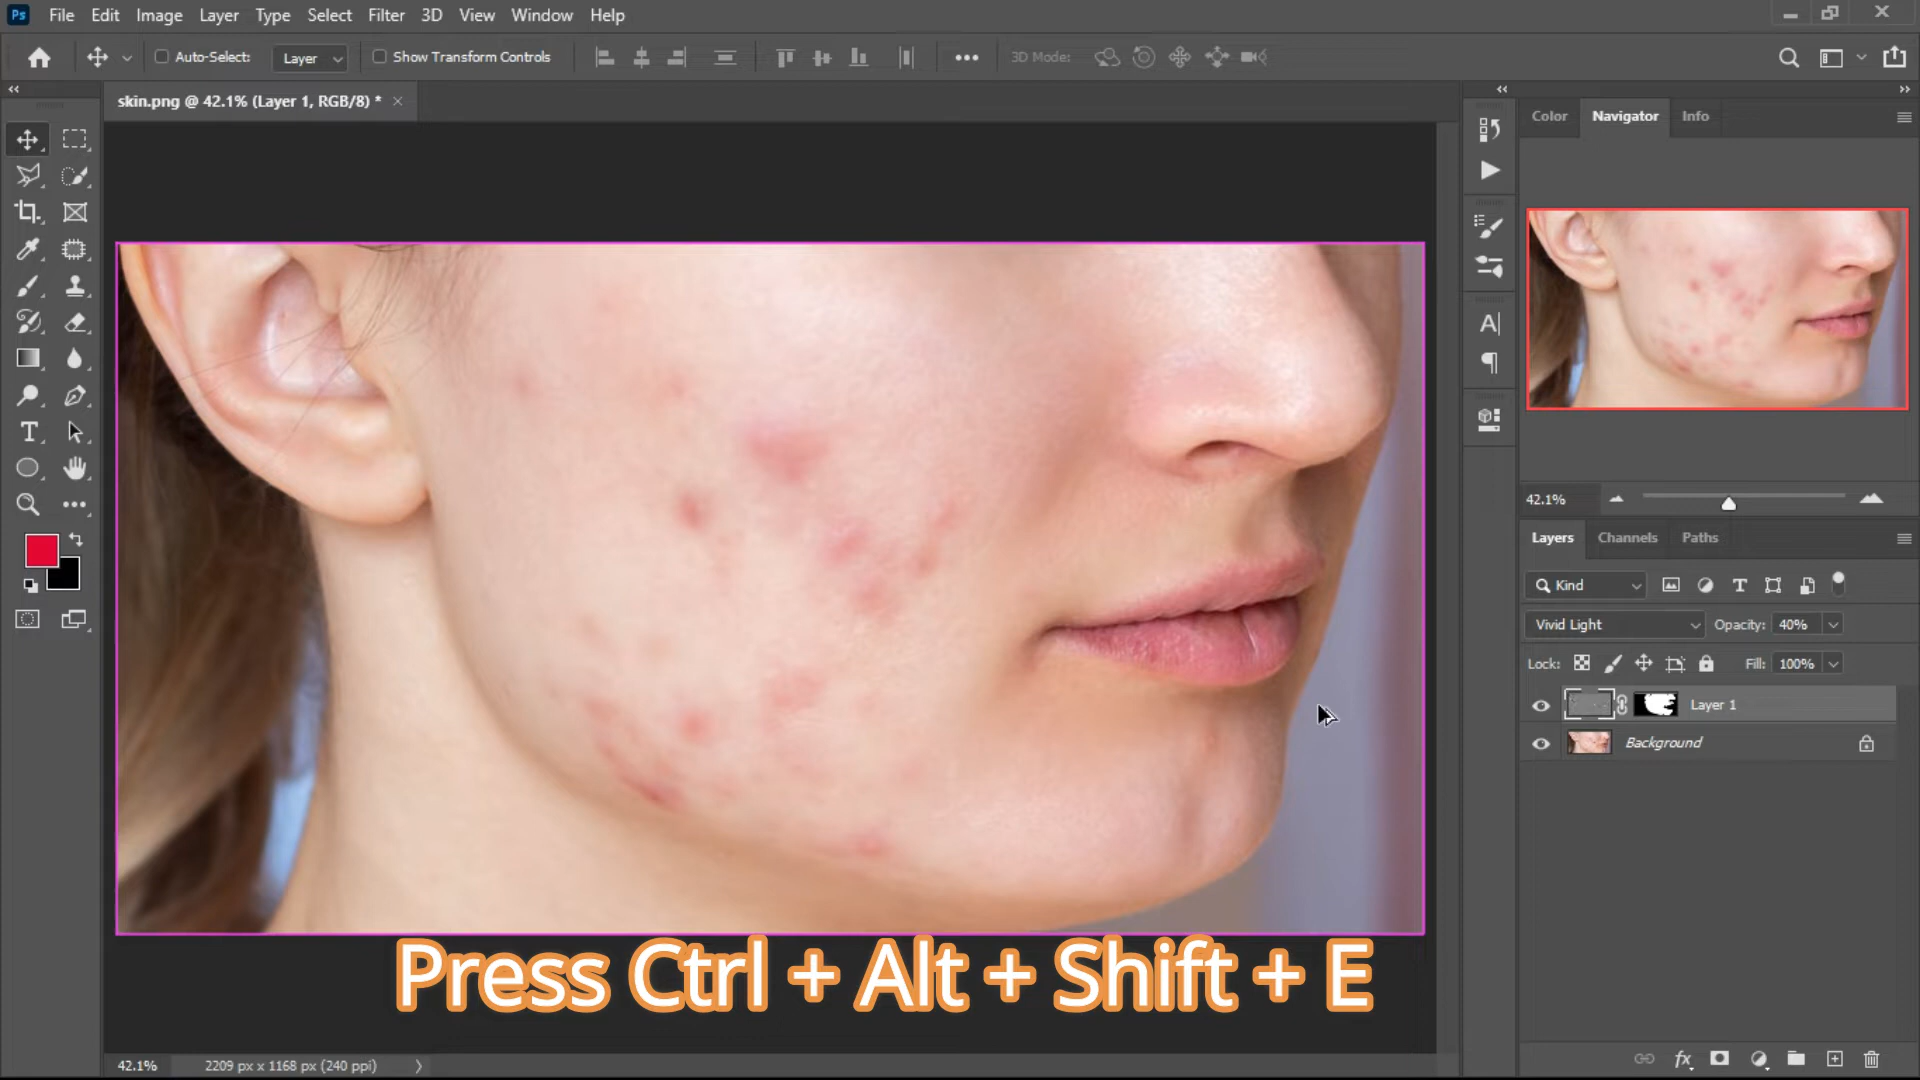 Ps File Edit Image Layer Type Select Filter 3D View Window Help
Auto-Select: Layer Show Transform Controls 3D Mode:
skin.png @ 42.1% (Layer 1, RGB/8) *
Color Navigator Info
42.1%
Layers Channels Paths
Kind
Vivid Light Opacity: 40%
Lock: Fill: 100%
Layer 1
Background
Press Ctrl + Alt + Shift + E
42.1% 2209 px x 1168 px (240 ppi)